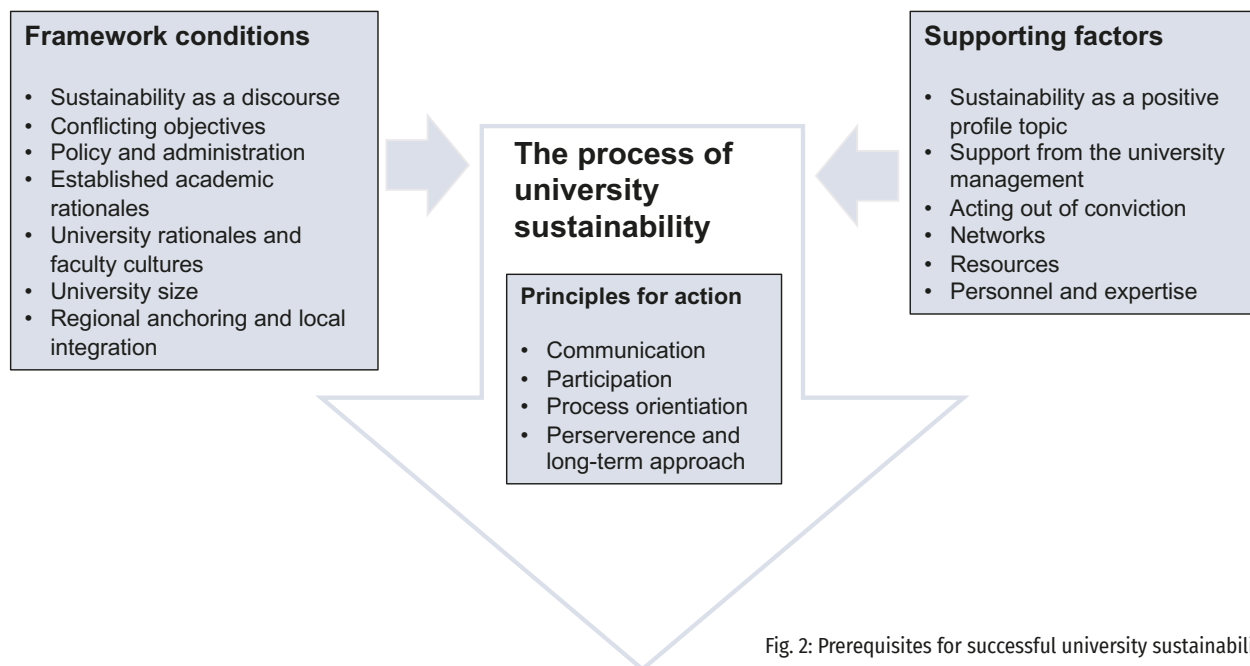 Framework conditions
• Sustainability as a discourse
• Conflicting objectives
• Policy and administration
• Established academic
rationales
• University rationales and
faculty cultures
• University size
• Regional anchoring and local
integration
The process of
university
sustainability
Principles for action
• Communication
• Participation
• Process orientiation
• Perserverence and
long-term approach
Supporting factors
• Sustainability as a positive
profile topic
• Support from the university
management
• Acting out of conviction
• Networks
• Resources
• Personnel and expertise
Fig. 2: Prerequisites for successful university sustainabili